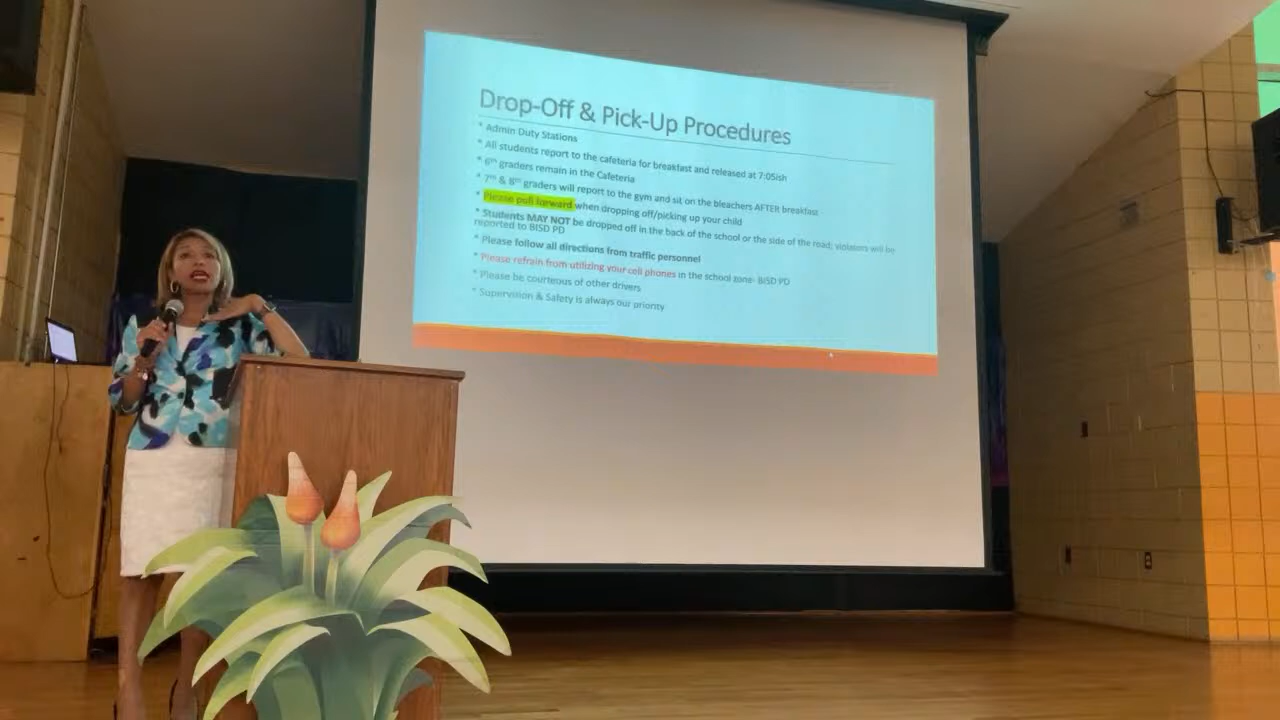 Drop-Off & Pick-Up Procedures
* Admin Duty Stations
* All students report to the cafeteria for breakfast and released at 7:05ish
* 6th graders remain in the Cafeteria
* 7th & 8th graders will report to the gym and sit on the bleachers AFTER breakfast
* Please pull forward when dropping off/picking up your child
* Students MAY NOT be dropped off in the back of the school or the side of the road; violators will be
reported to BISD PD
* Please follow all directions from traffic personnel
* Please refrain from utilizing your cell phones in the school zone- BISD PD
* Please be courteous of other drivers
* Supervision & Safety is always our priority